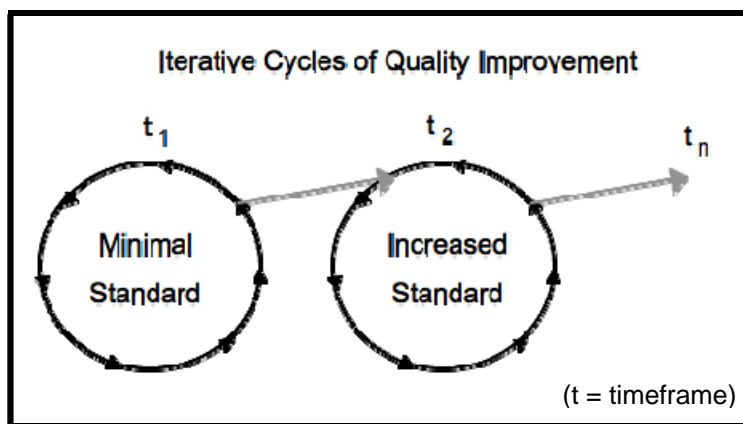 Iterative Cycles of Quality Improvement
t1
t2
tn
Minimal
Standard
Increased
Standard
(t = timeframe)